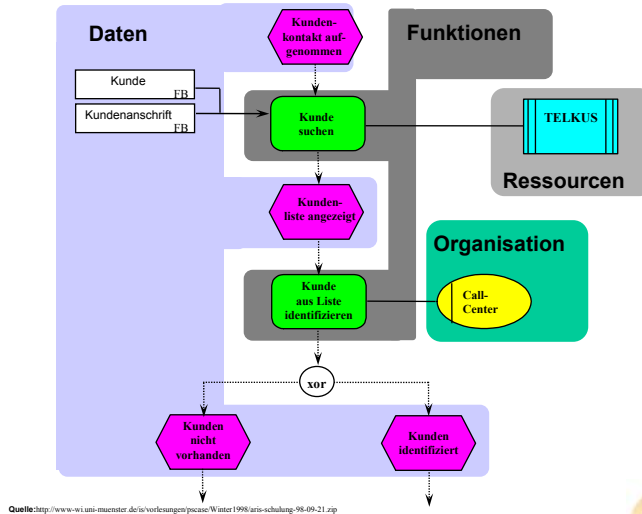 Daten
Kunden-
kontakt auf-
genommen
Funktionen
Kunde
FB
Kundenanschrift
FB
Kunde
suchen
TELKUS
Ressourcen
Kunden-
liste angezeigt
Organisation
Kunde
aus Liste
identifizieren
Call-
Center
xor
Kunden
nicht
vorhanden
Kunden
identifiziert
Quelle:http://www-wi.uni-muenster.de/is/vorlesungen/pscase/Winter1998/aris-schulung-98-09-21.zip